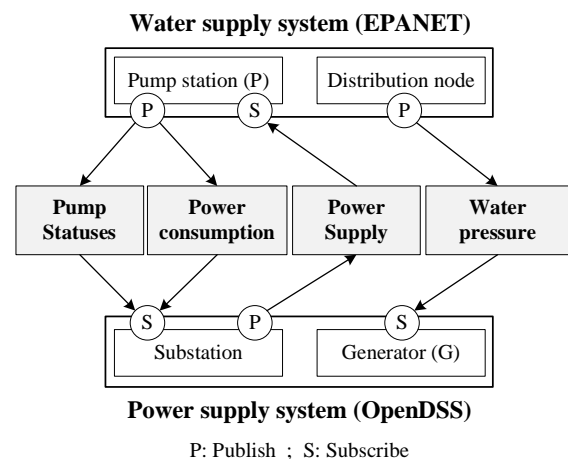 Water supply system (EPANET)
Pump station (P)
Distribution node
P
S
P
Pump
Statuses
Power
consumption
Power
Supply
Water
pressure
S
P
S
Substation
Generator (G)
Power supply system (OpenDSS)
P: Publish ; S: Subscribe